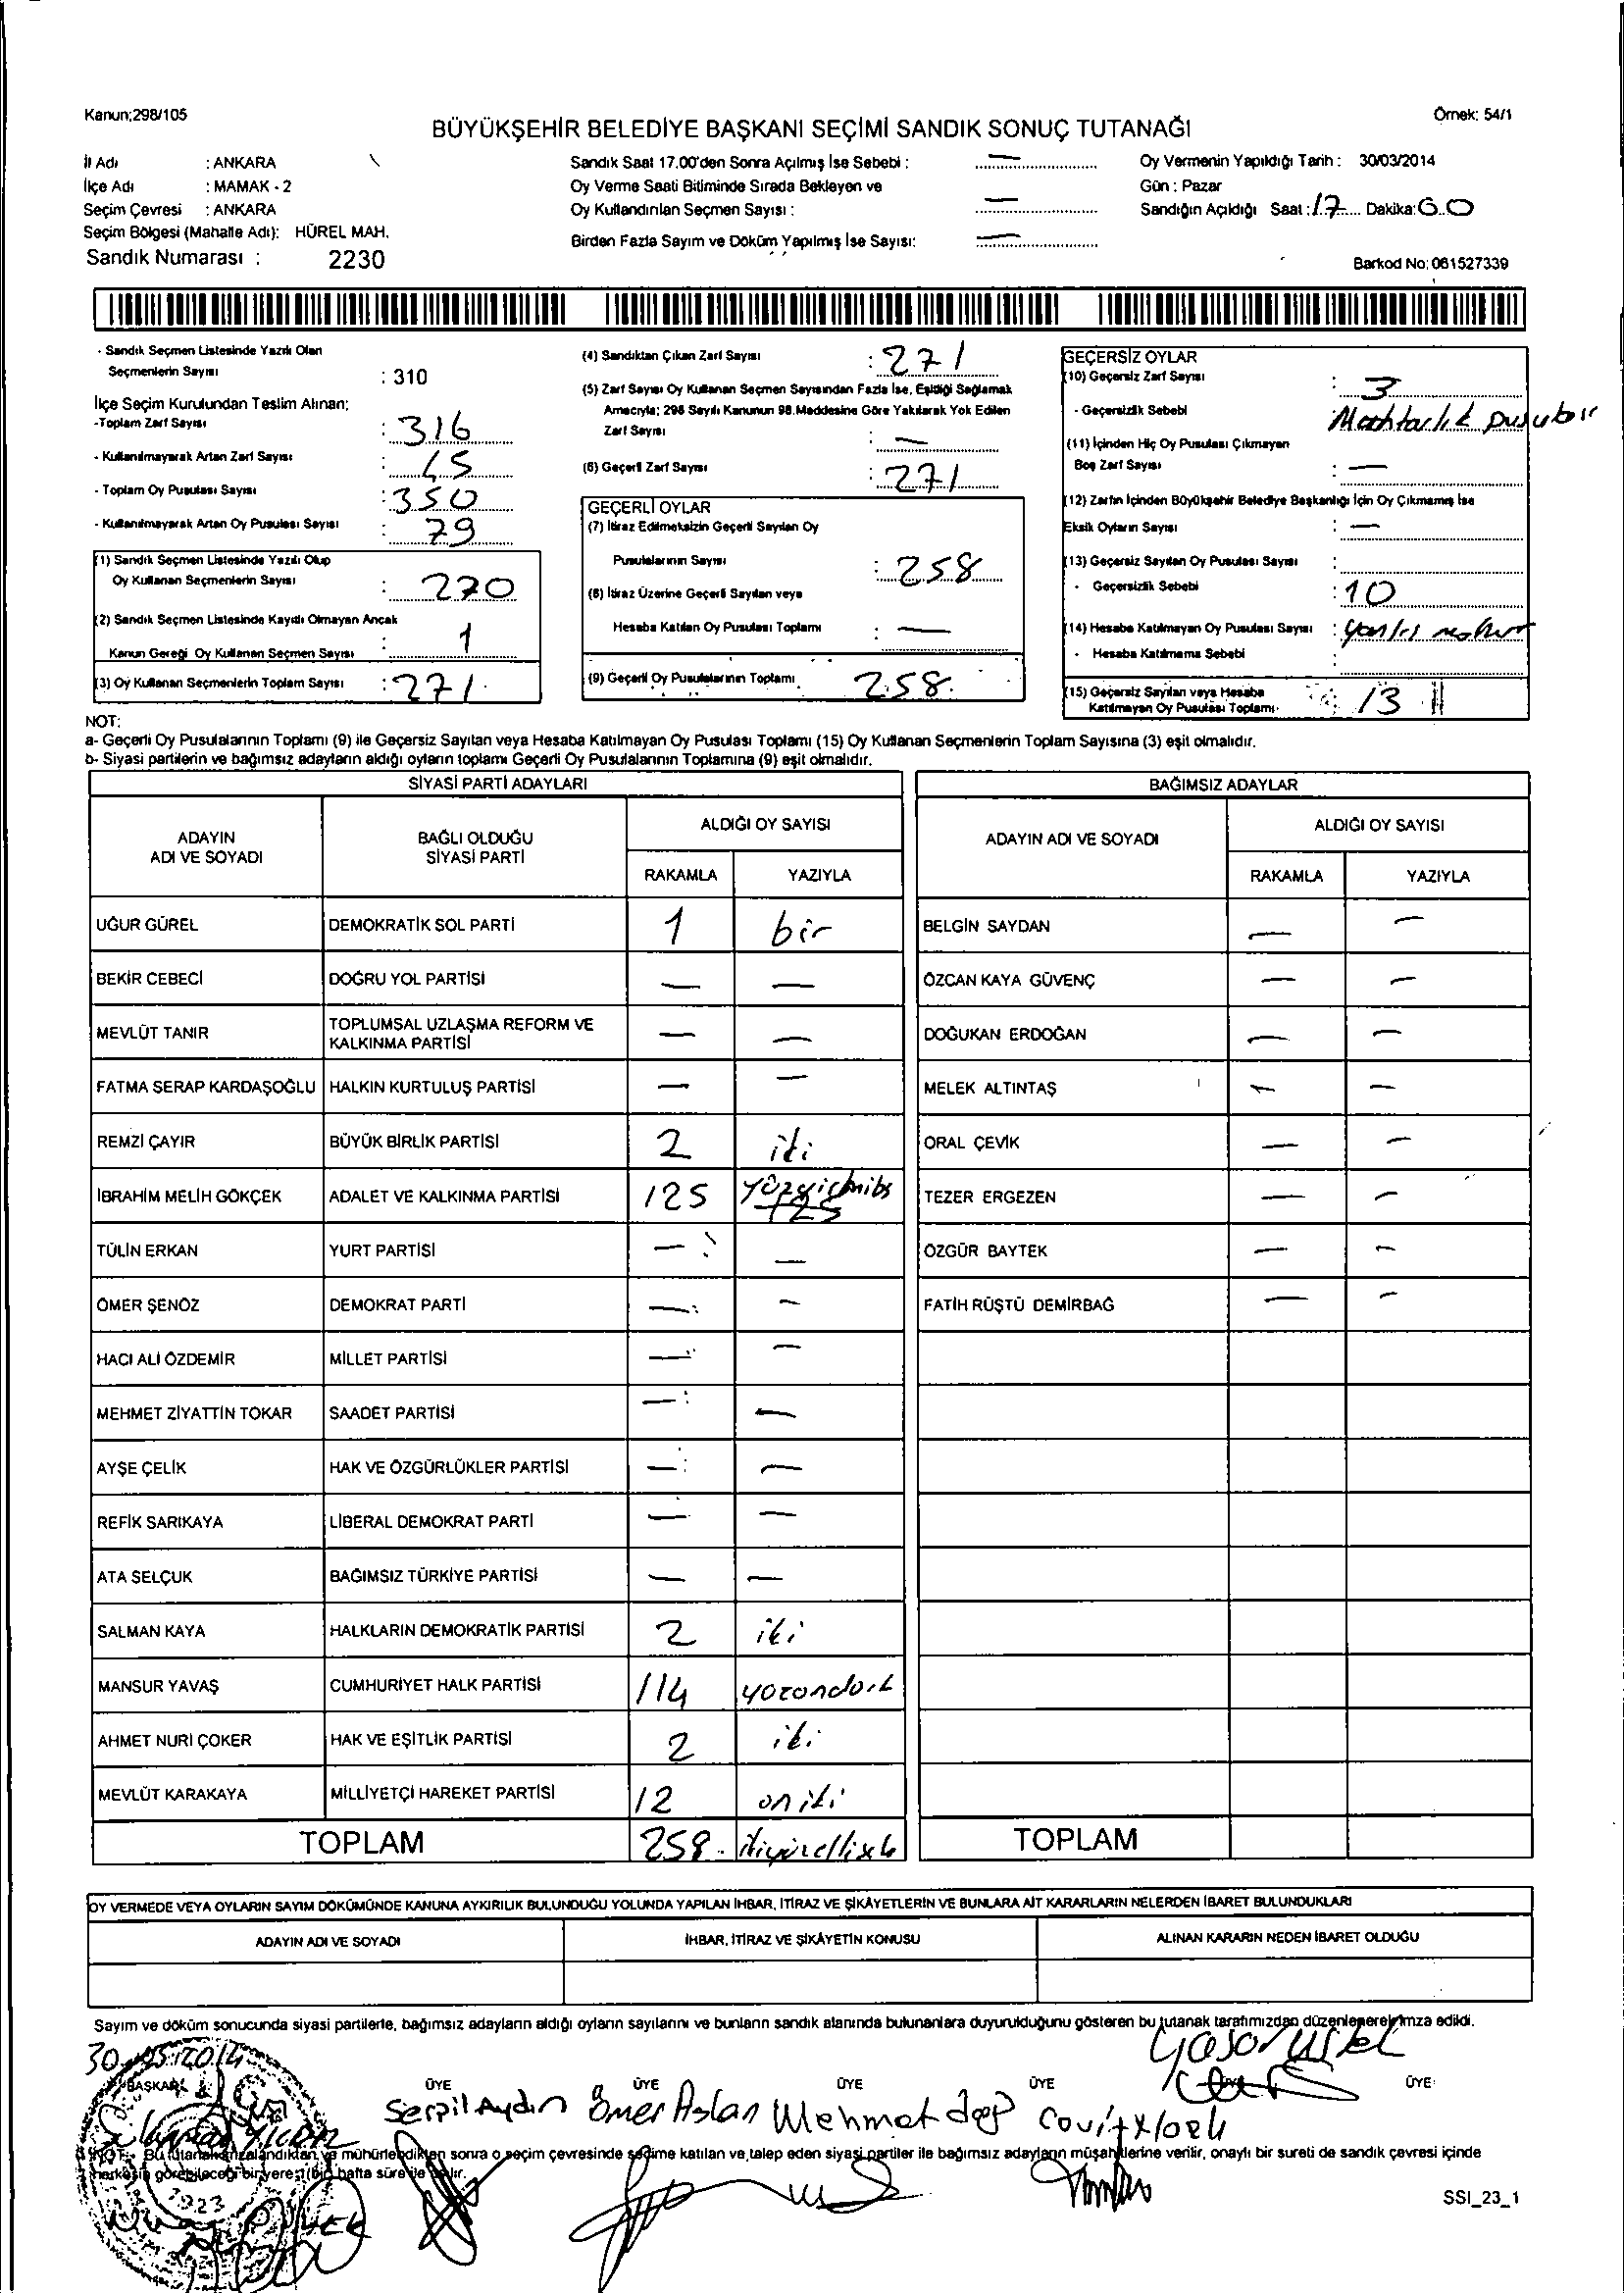 Kanun;298/105
Örnek: 54/1
BÜYÜKŞEHİR BELEDİYE BAŞKANI SEÇİMİ SANDIK SONUÇ TUTANAĞI
İl Adı : ANKARA
İlçe Adı : MAMAK - 2
Seçim Çevresi : ANKARA
Seçim Bölgesi (Mahalle Adı): HÜREL MAH.
Sandık Numarası : 2230
Sandık Saat 17.00'den Sonra Açılmış İse Sebebi : —
Oy Verme Saati Bitiminde Sırada Bekleyen ve
Oy Kullandırılan Seçmen Sayısı : —
Birden Fazla Sayım ve Döküm Yapılmış İse Sayısı: —
Oy Vermenin Yapıldığı Tarih : 30/03/2014
Gün : Pazar
Sandığın Açıldığı Saat : 17 Dakika:
Barkod No: 061527339
- Sandık Seçmen Listesinde Yazılı Olan
Seçmenlerin Sayısı : 310
İlçe Seçim Kurulundan Teslim Alınan;
-Toplam Zarf Sayısı : 316
- Kullanılmayarak Artan Zarf Sayısı : 45
- Toplam Oy Pusulası Sayısı : 350
- Kullanılmayarak Artan Oy Pusulası Sayısı : 79
(1) Sandık Seçmen Listesinde Yazılı Olup
Oy Kullanan Seçmenlerin Sayısı : 270
(2) Sandık Seçmen Listesinde Kaydı Olmayan Ancak
Kanun Gereği Oy Kullanan Seçmen Sayısı : 1
(3) Oy Kullanan Seçmenlerin Toplam Sayısı : 271
(4) Sandıktan Çıkan Zarf Sayısı : 271
(5) Zarf Sayısı Oy Kullanan Seçmen Sayısından Fazla İse, Eşitliği Sağlamak
Amacıyla; 298 Sayılı Kanunun 98.Maddesine Göre Yakılarak Yok Edilen
Zarf Sayısı : —
(6) Geçerli Zarf Sayısı : 271
GEÇERLİ OYLAR
(7) İtiraz Edilmeksizin Geçerli Sayılan Oy
Pusulalarının Sayısı : 258
(8) İtiraz Üzerine Geçerli Sayılan veya
Hesaba Katılan Oy Pusulası Toplamı : —
(9) Geçerli Oy Pusulalarının Toplamı 258
GEÇERSİZ OYLAR
(10) Geçersiz Zarf Sayısı : 3
- Geçersizlik Sebebi
(11) İçinden Hiç Oy Pusulası Çıkmayan
Boş Zarf Sayısı : —
(12) Zarfın İçinden Büyükşehir Belediye Başkanlığı İçin Oy Çıkmamış İse
Eksik Oyların Sayısı : —
(13) Geçersiz Sayılan Oy Pusulası Sayısı :
- Geçersizlik Sebebi : 10
(14) Hesaba Katılmayan Oy Pusulası Sayısı :
- Hesaba Katılmama Sebebi :
(15) Geçersiz Sayılan veya Hesaba
Katılmayan Oy Pusulası Toplamı 13
NOT:
a- Geçerli Oy Pusulalarının Toplamı (9) ile Geçersiz Sayılan veya Hesaba Katılmayan Oy Pusulası Toplamı (15) Oy Kullanan Seçmenlerin Toplam Sayısına (3) eşit olmalıdır.
b- Siyasi partilerin ve bağımsız adayların aldığı oyların toplamı Geçerli Oy Pusulalarının Toplamına (9) eşit olmalıdır.
SİYASİ PARTİ ADAYLARI
ADAYIN ADI VE SOYADI
BAĞLI OLDUĞU SİYASİ PARTİ
ALDIĞI OY SAYISI
RAKAMLA YAZIYLA
UĞUR GÜREL DEMOKRATİK SOL PARTİ 1 bir
BEKİR CEBECİ DOĞRU YOL PARTİSİ — —
MEVLÜT TANIR TOPLUMSAL UZLAŞMA REFORM VE KALKINMA PARTİSİ — —
FATMA SERAP KARDAŞOĞLU HALKIN KURTULUŞ PARTİSİ — —
REMZİ ÇAYIR BÜYÜK BİRLİK PARTİSİ 2 iki
İBRAHİM MELİH GÖKÇEK ADALET VE KALKINMA PARTİSİ 125 125
TÜLİN ERKAN YURT PARTİSİ — —
ÖMER ŞENÖZ DEMOKRAT PARTİ — —
HACI ALİ ÖZDEMİR MİLLET PARTİSİ — —
MEHMET ZİYATTİN TOKAR SAADET PARTİSİ — —
AYŞE ÇELİK HAK VE ÖZGÜRLÜKLER PARTİSİ — —
REFİK SARIKAYA LİBERAL DEMOKRAT PARTİ — —
ATA SELÇUK BAĞIMSIZ TÜRKİYE PARTİSİ — —
SALMAN KAYA HALKLARIN DEMOKRATİK PARTİSİ 2 iki
MANSUR YAVAŞ CUMHURİYET HALK PARTİSİ 114 yüzondört
AHMET NURİ ÇOKER HAK VE EŞİTLİK PARTİSİ 2 iki
MEVLÜT KARAKAYA MİLLİYETÇİ HAREKET PARTİSİ 12 oniki
TOPLAM 258
BAĞIMSIZ ADAYLAR
ADAYIN ADI VE SOYADI
ALDIĞI OY SAYISI
RAKAMLA YAZIYLA
BELGİN SAYDAN — —
ÖZCAN KAYA GÜVENÇ — —
DOĞUKAN ERDOĞAN — —
MELEK ALTINTAŞ — —
ORAL ÇEVİK — —
TEZER ERGEZEN — —
ÖZGÜR BAYTEK — —
FATİH RÜŞTÜ DEMİRBAĞ — —
TOPLAM
OY VERMEDE VEYA OYLARIN SAYIM DÖKÜMÜNDE KANUNA AYKIRILIK BULUNDUĞU YOLUNDA YAPILAN İHBAR, İTİRAZ VE ŞİKÂYETLERİN VE BUNLARA AİT KARARLARIN NELERDEN İBARET BULUNDUKLARI
ADAYIN ADI VE SOYADI
İHBAR, İTİRAZ VE ŞİKÂYETİN KONUSU
ALINAN KARARIN NEDEN İBARET OLDUĞU
Sayım ve döküm sonucunda siyasi partilerle, bağımsız adayların aldığı oyların sayılarını ve bunların sandık alanında bulunanlara duyurulduğunu gösteren bu tutanak tarafımızdan düzenlenerek imza edildi.
BAŞKAN ÜYE ÜYE ÜYE ÜYE ÜYE
Serpil Aydın Ömer Aslan Mehmet
NOT: Bu tutanak imzalandıktan ve mühürlendikten sonra o seçim çevresinde seçime katılan ve talep eden siyasi partiler ile bağımsız adayların müşahitlerine verilir, onaylı bir sureti de sandık çevresi içinde
herkesin görebileceği bir yere (1) bir hafta süre ile asılır.
1923
SSI_23_1